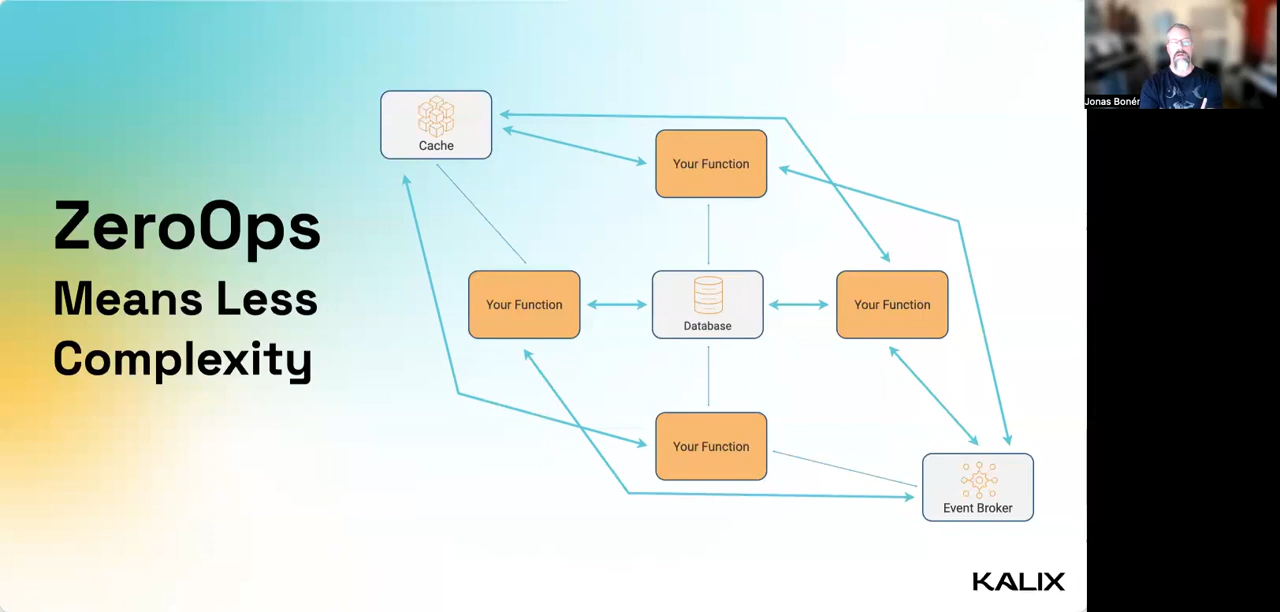 ZeroOps
Means Less
Complexity
Cache
Your Function
Your Function
Database
Your Function
Your Function
Event Broker
KALIX
Jonas Bonér